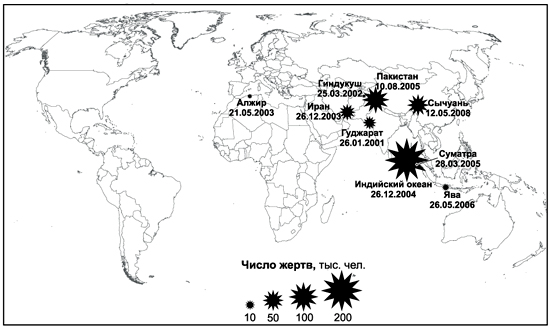 Пакистан
10.08.2005
Гиндукуш
25.03.2002
Сычуань
12.05.2008
Алжир
21.05.2003
Иран
26.12.2003
Гуджарат
26.01.2001
Суматра
28.03.2005
Индийский океан
26.12.2004
Ява
26.05.2006
Число жертв, тыс. чел.
10 50 100 200